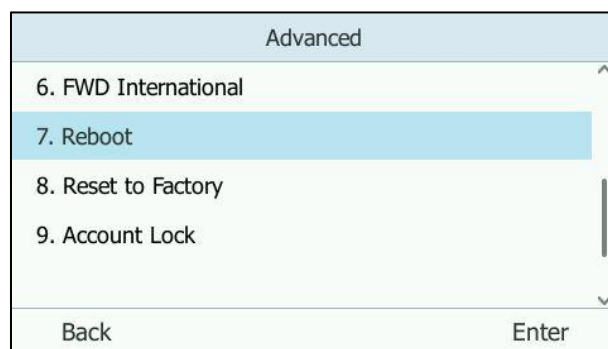 Advanced
6. FWD International
7. Reboot
8. Reset to Factory
9. Account Lock
Back Enter